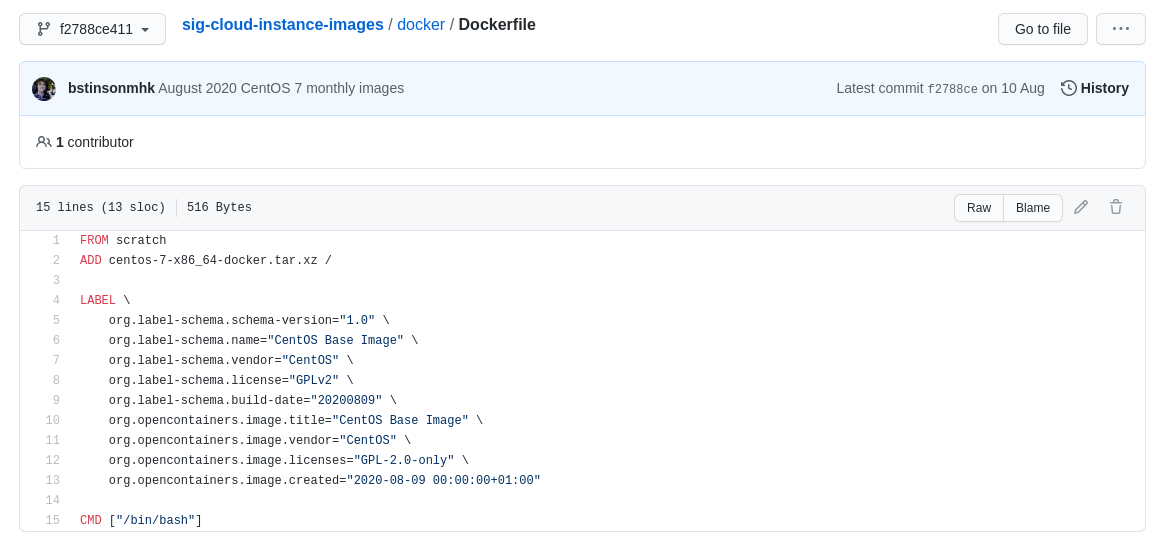 f2788ce411
sig-cloud-instance-images / docker / Dockerfile
Go to file
bstinsonmhk August 2020 CentOS 7 monthly images
Latest commit f2788ce on 10 Aug
History
1 contributor
15 lines (13 sloc)
516 Bytes
Raw
Blame
1 FROM scratch
2 ADD centos-7-x86_64-docker.tar.xz /
3
4 LABEL \
5 org.label-schema.schema-version="1.0" \
6 org.label-schema.name="CentOS Base Image" \
7 org.label-schema.vendor="CentOS" \
8 org.label-schema.license="GPLv2" \
9 org.label-schema.build-date="20200809" \
10 org.opencontainers.image.title="CentOS Base Image" \
11 org.opencontainers.image.vendor="CentOS" \
12 org.opencontainers.image.licenses="GPL-2.0-only" \
13 org.opencontainers.image.created="2020-08-09 00:00:00+01:00"
14
15 CMD ["/bin/bash"]